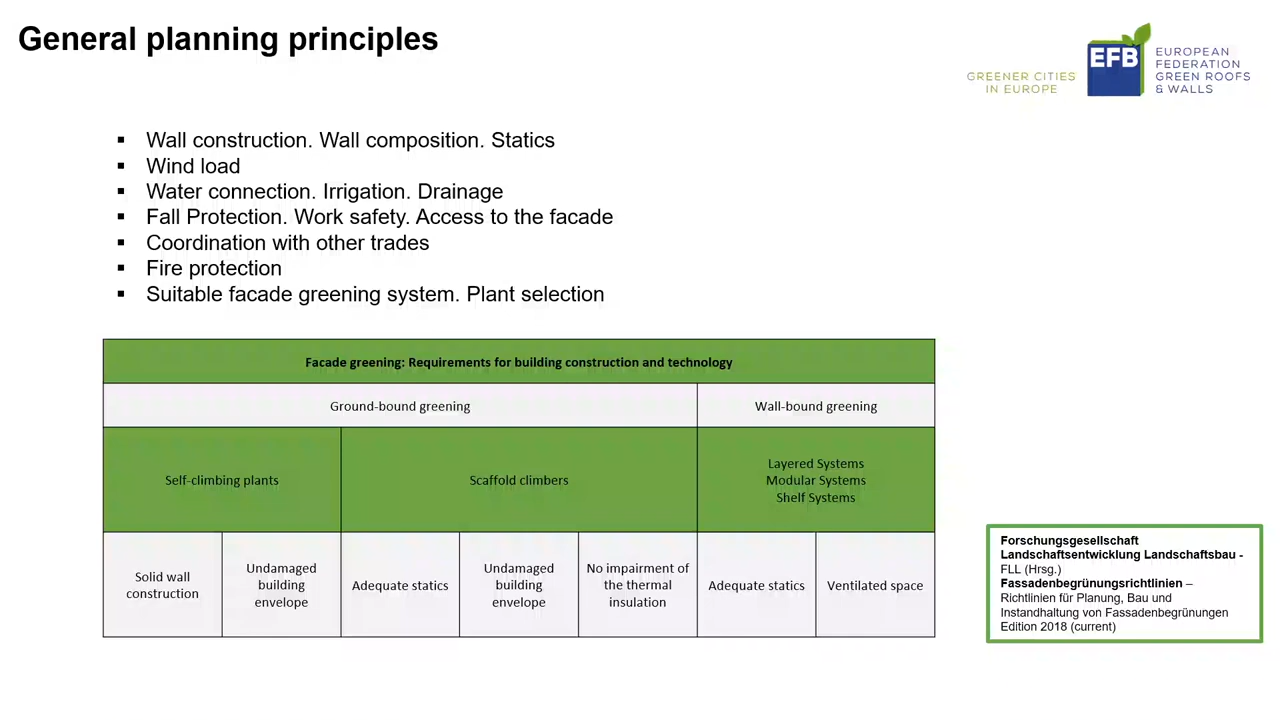 General planning principles
GREENER CITIES
IN EUROPE
EFB
EUROPEAN
FEDERATION
GREEN ROOFS
& WALLS
▪ Wall construction. Wall composition. Statics
▪ Wind load
▪ Water connection. Irrigation. Drainage
▪ Fall Protection. Work safety. Access to the facade
▪ Coordination with other trades
▪ Fire protection
▪ Suitable facade greening system. Plant selection
Facade greening: Requirements for building construction and technology
Ground-bound greening
Wall-bound greening
Self-climbing plants
Scaffold climbers
Layered Systems
Modular Systems
Shelf Systems
Solid wall
construction
Undamaged
building
envelope
Adequate statics
Undamaged
building
envelope
No impairment of
the thermal
insulation
Adequate statics
Ventilated space
Forschungsgesellschaft
Landschaftsentwicklung Landschaftsbau -
FLL (Hrsg.)
Fassadenbegrünungsrichtlinien –
Richtlinien für Planung, Bau und
Instandhaltung von Fassadenbegrünungen
Edition 2018 (current)